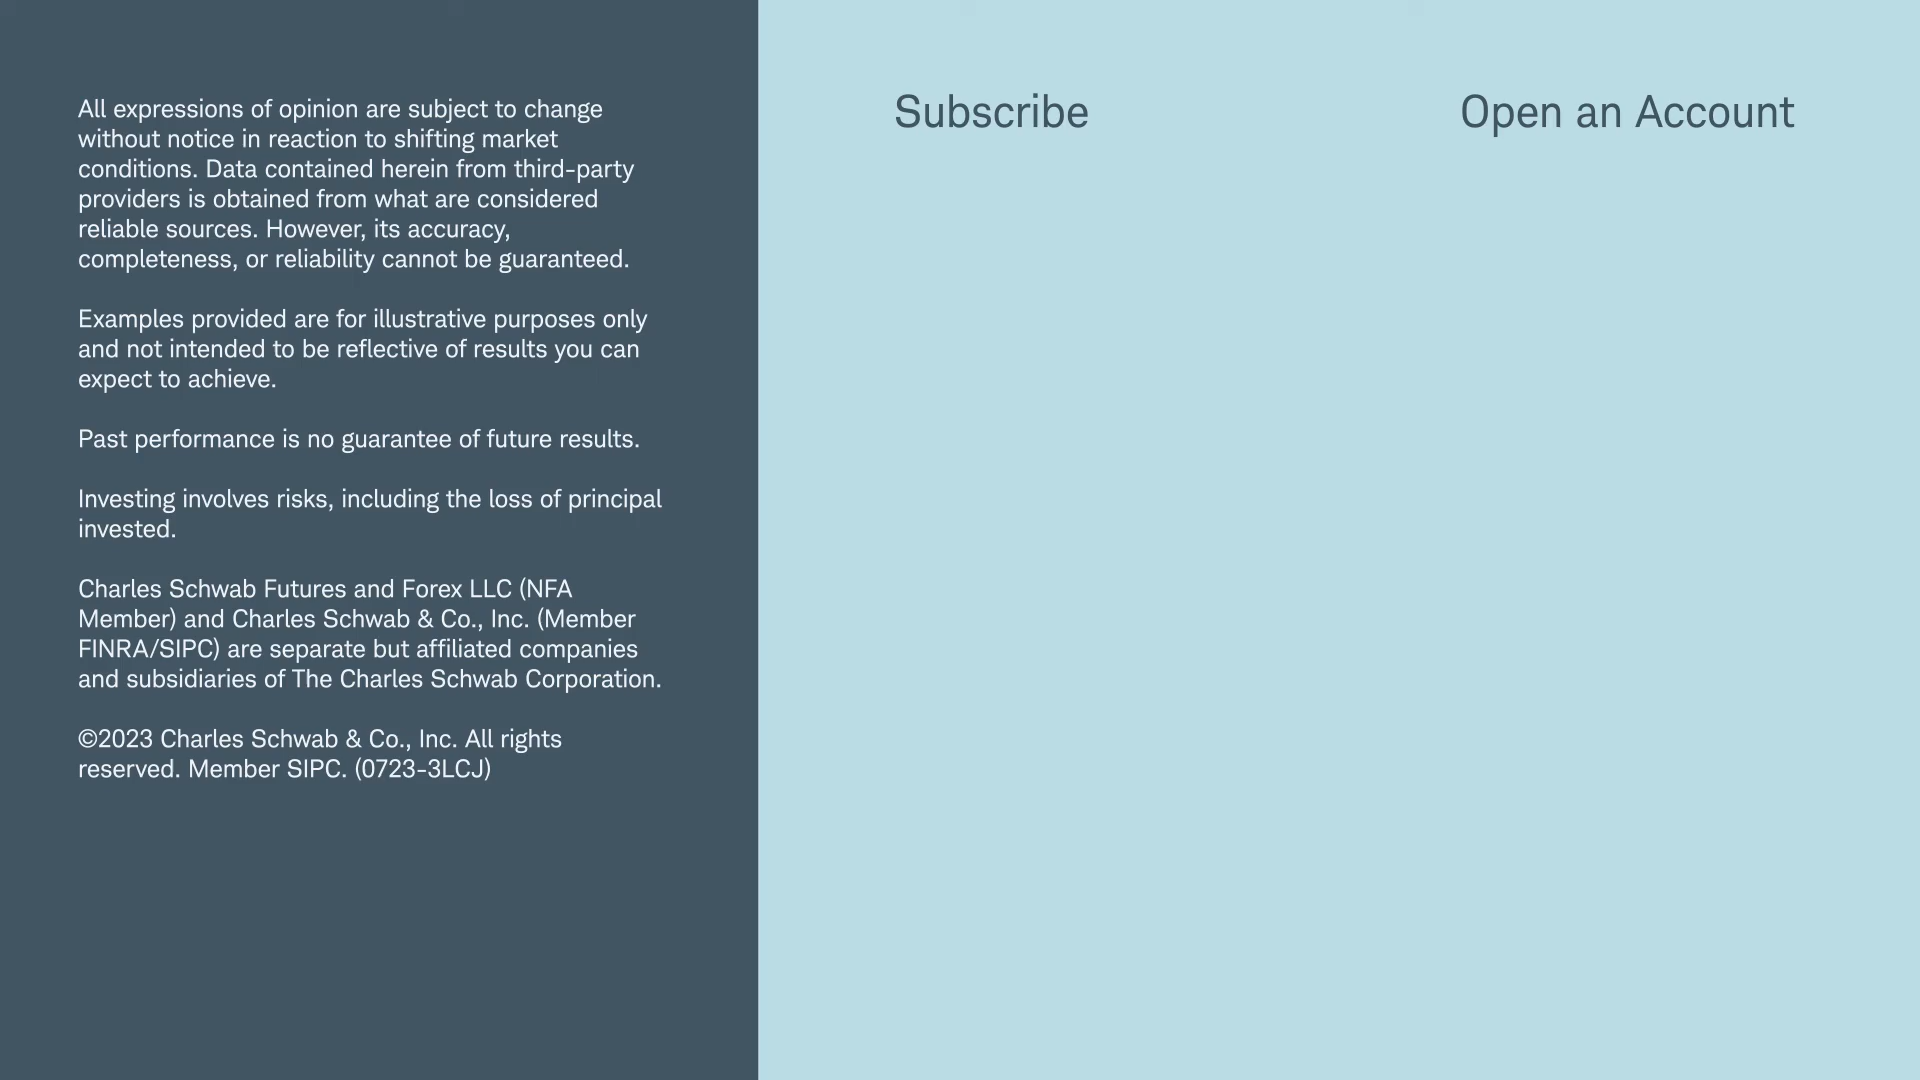 All expressions of opinion are subject to change
without notice in reaction to shifting market
conditions. Data contained herein from third-party
providers is obtained from what are considered
reliable sources. However, its accuracy,
completeness, or reliability cannot be guaranteed.
Examples provided are for illustrative purposes only
and not intended to be reflective of results you can
expect to achieve.
Past performance is no guarantee of future results.
Investing involves risks, including the loss of principal
invested.
Charles Schwab Futures and Forex LLC (NFA
Member) and Charles Schwab & Co., Inc. (Member
FINRA/SIPC) are separate but affiliated companies
and subsidiaries of The Charles Schwab Corporation.
©2023 Charles Schwab & Co., Inc. All rights
reserved. Member SIPC. (0723-3LCJ)
Subscribe
Open an Account